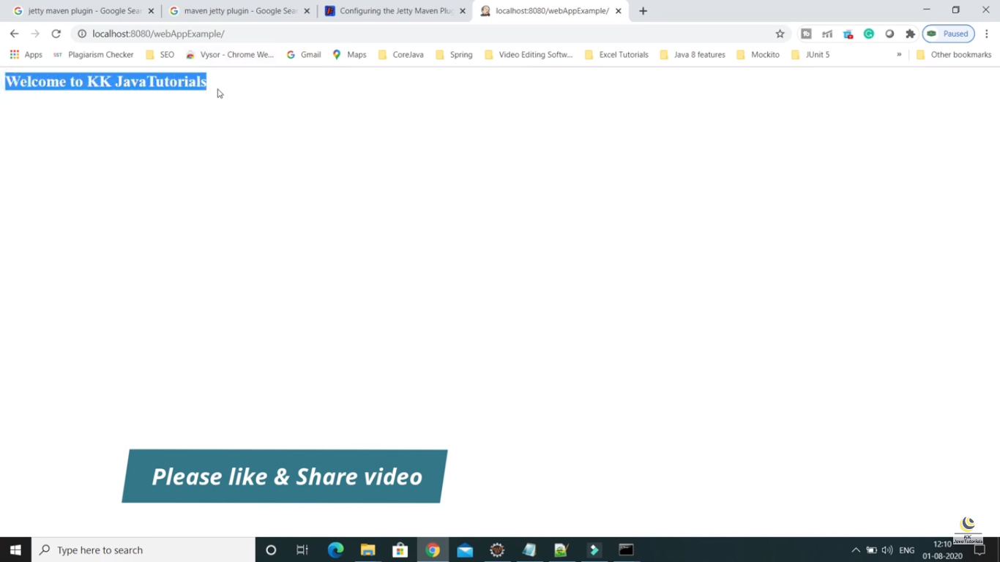 jetty maven plugin - Google Sear
maven jetty plugin - Google Sea
Configuring the Jetty Maven Plug
localhost:8080/webAppExample/
localhost:8080/webAppExample/
Paused
Apps
Plagiarism Checker
SEO
Vysor - Chrome We...
Gmail
Maps
CoreJava
Spring
Video Editing Softw...
Excel Tutorials
Java 8 features
Mockito
JUnit 5
»
Other bookmarks
Welcome to KK JavaTutorials
Please like & Share video
KK
JavaTutorials
Type here to search
ENG
12:10
01-08-2020